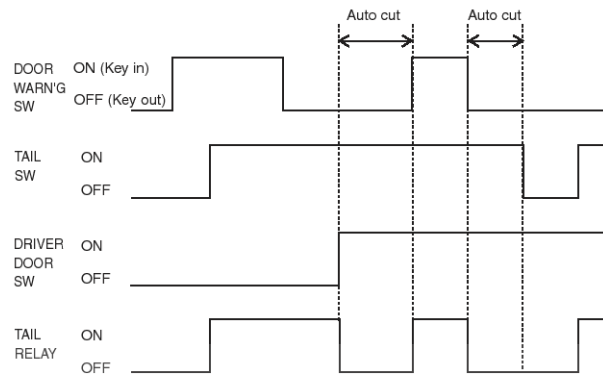 Auto cut Auto cut
DOOR ON (Key in)
WARN'G
SW OFF (Key out)
TAIL ON
SW OFF
DRIVER ON
DOOR
SW OFF
TAIL ON
RELAY
OFF